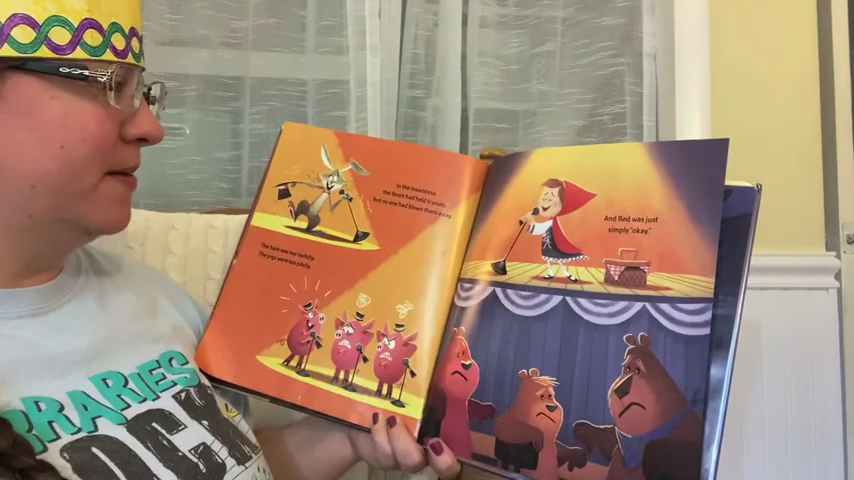 In the meantime,
the Bears had held tryouts,
but no one had blown them away.
The hare was too twitchy.
The pigs were too pitchy.
And Red was just
simply "okay."
BRARIES
OCK